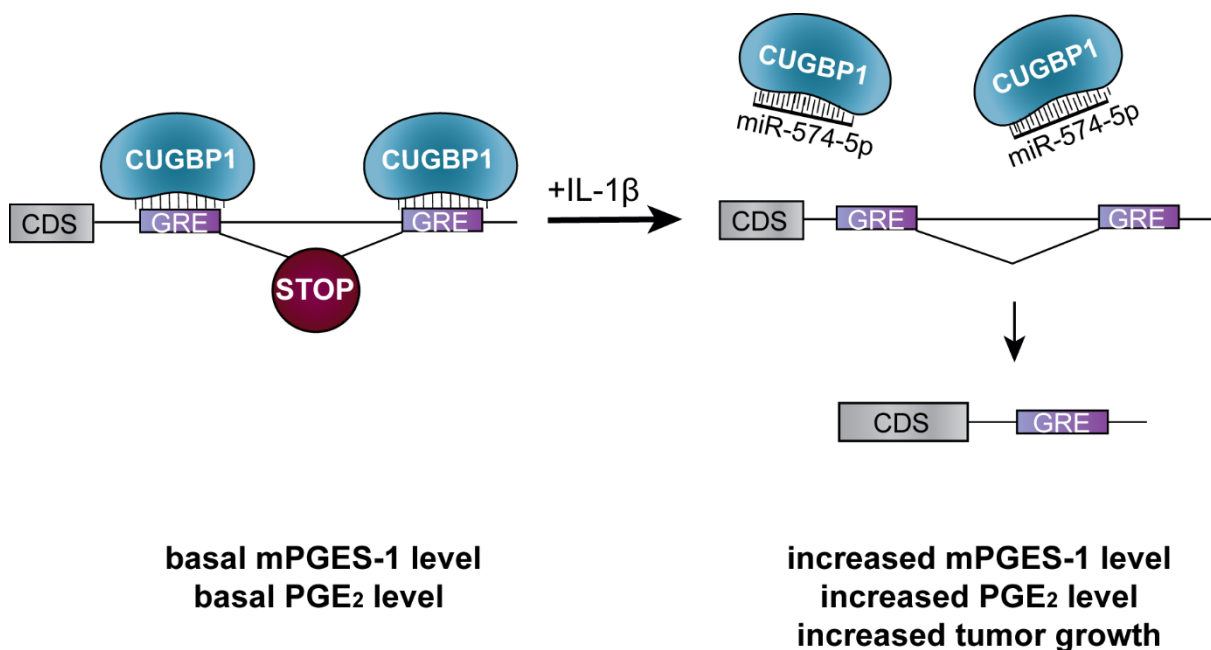 CUGBP1
CUGBP1
CDS
GRE
GRE
STOP
+IL-1β
CUGBP1
miR-574-5p
CUGBP1
miR-574-5p
CDS
GRE
GRE
CDS
GRE
basal mPGES-1 level
basal PGE₂ level
increased mPGES-1 level
increased PGE₂ level
increased tumor growth